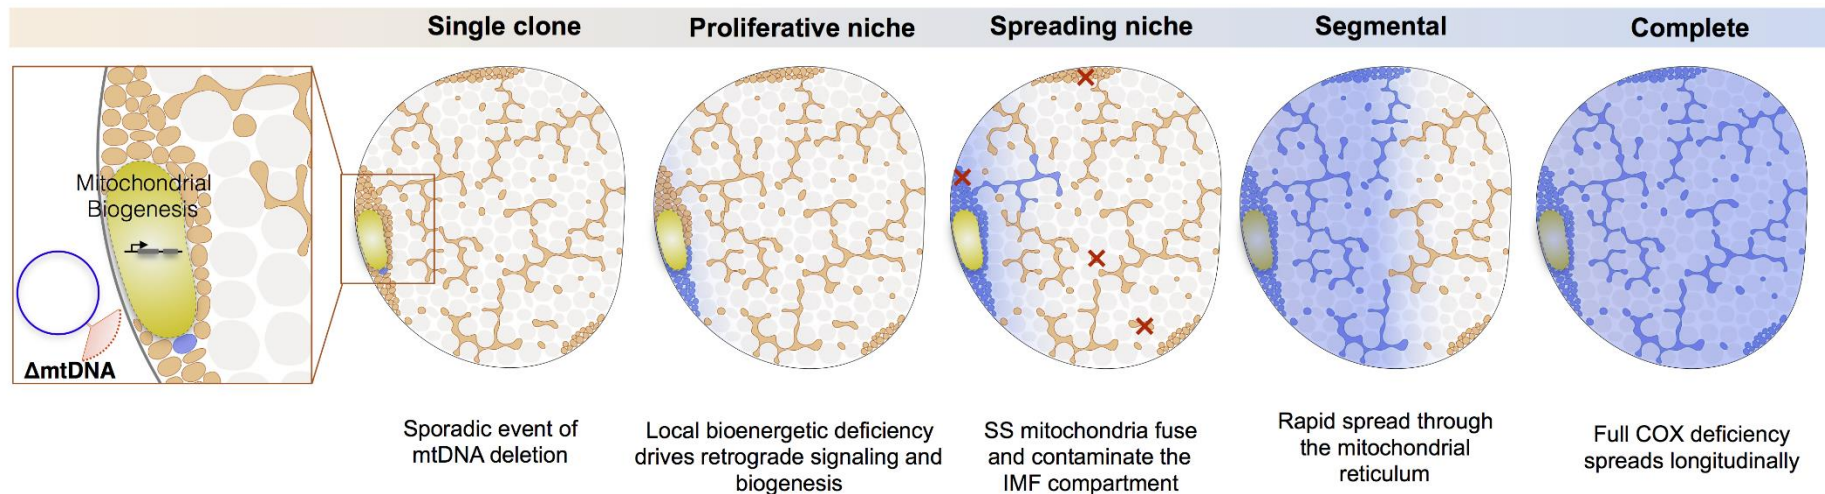 Single clone
Proliferative niche
Spreading niche
Segmental
Complete
Mitochondrial
Biogenesis
ΔmtDNA
Sporadic event of
mtDNA deletion
Local bioenergetic deficiency
drives retrograde signaling and
biogenesis
SS mitochondria fuse
and contaminate the
IMF compartment
Rapid spread through
the mitochondrial
reticulum
Full COX deficiency
spreads longitudinally